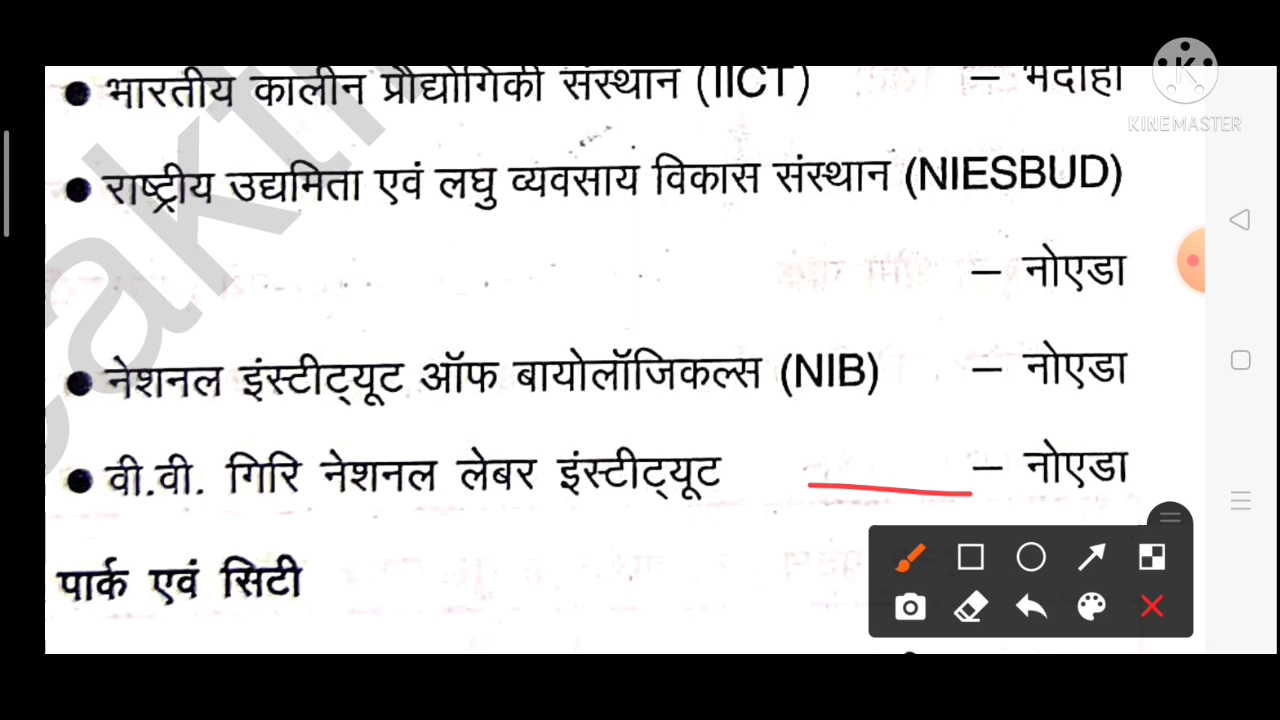 ● भारतीय कालीन प्रौद्योगिकी संस्थान (IICT) – भदोही
● राष्ट्रीय उद्यमिता एवं लघु व्यवसाय विकास संस्थान (NIESBUD)
– नोएडा
● नेशनल इंस्टीट्यूट ऑफ बायोलॉजिकल्स (NIB) – नोएडा
● वी.वी. गिरि नेशनल लेबर इंस्टीट्यूट – नोएडा
पार्क एवं सिटी
K
KINEMASTER